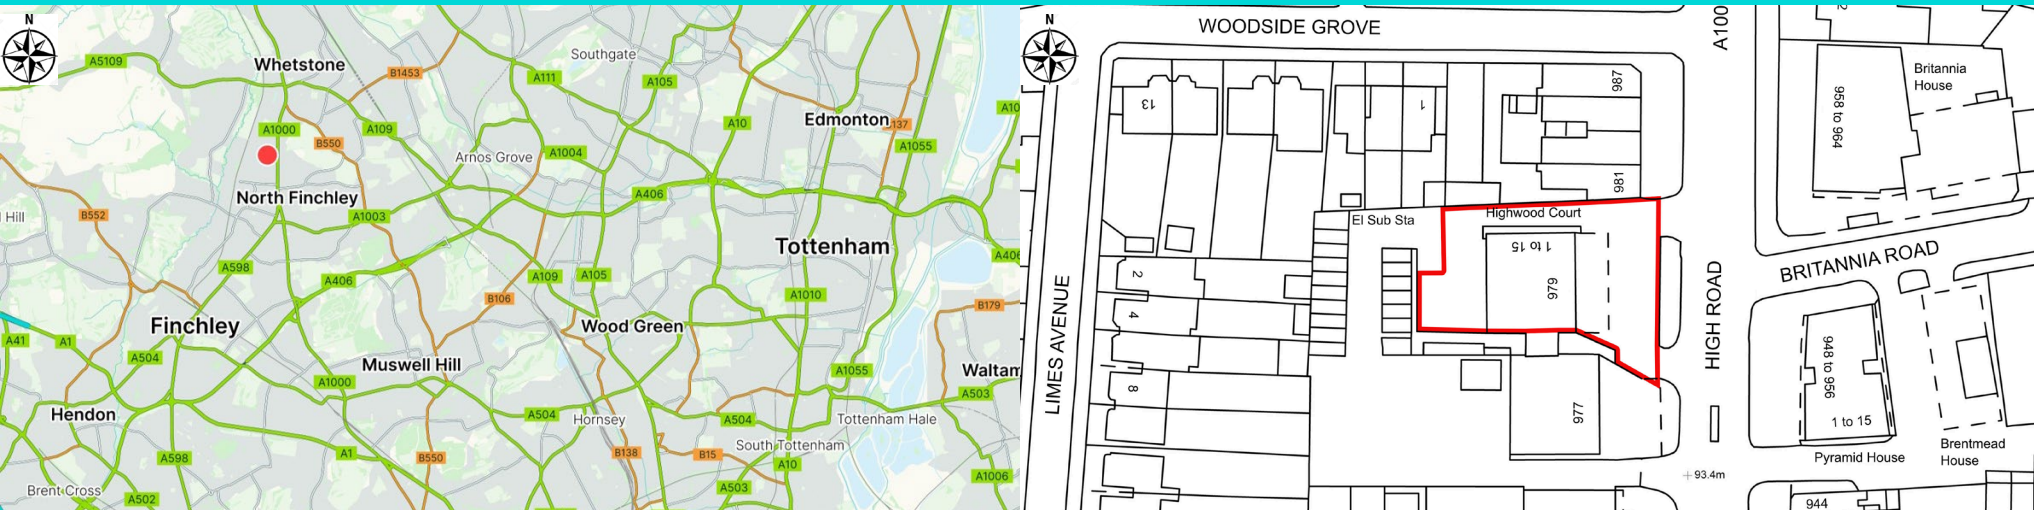 N
A5109
Whetstone
B1453
Southgate
A111
A105
A10
Edmonton
A1055
A1000
A109
B550
Arnos Grove
A1004
North Finchley
A1003
A406
B552
Hill
A598
A406
A109
A105
Tottenham
A1010
A406
B106
B179
Finchley
Wood Green
A41
A1
A504
A1000
Muswell Hill
A1055
Waltam
A503
Hendon
A504
Hornsey
A504
Tottenham Hale
South Tottenham
A598
A1
B550
B138
B15
A10
A1006
Brent Cross
A502
A503
N
WOODSIDE GROVE
A100
13
1
987
981
Britannia
House
958 to 964
El Sub Sta
Highwood Court
1 to 15
979
BRITANNIA ROAD
HIGH ROAD
LIMES AVENUE
2
4
8
977
948 to 956
1 to 15
Pyramid House
Brentmead
House
93.4m
944